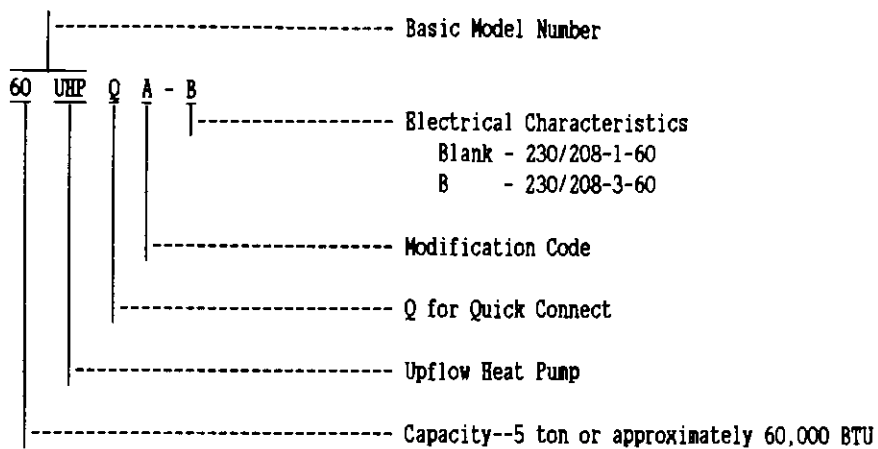 Basic Model Number
60 UHP Q A - B
Electrical Characteristics
Blank - 230/208-1-60
B - 230/208-3-60
Modification Code
Q for Quick Connect
Upflow Heat Pump
Capacity--5 ton or approximately 60,000 BTU